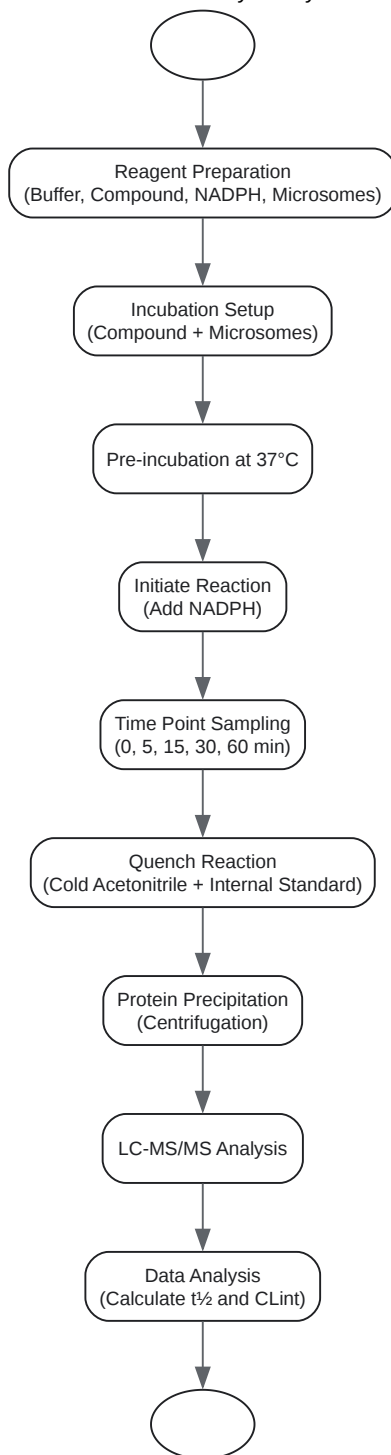 Reagent Preparation
(Buffer, Compound, NADPH, Microsomes)
Incubation Setup
(Compound + Microsomes)
Pre-incubation at 37°C
Initiate Reaction
(Add NADPH)
Time Point Sampling
(0, 5, 15, 30, 60 min)
Quench Reaction
(Cold Acetonitrile + Internal Standard)
Protein Precipitation
(Centrifugation)
LC-MS/MS Analysis
Data Analysis
(Calculate t½ and CLint)